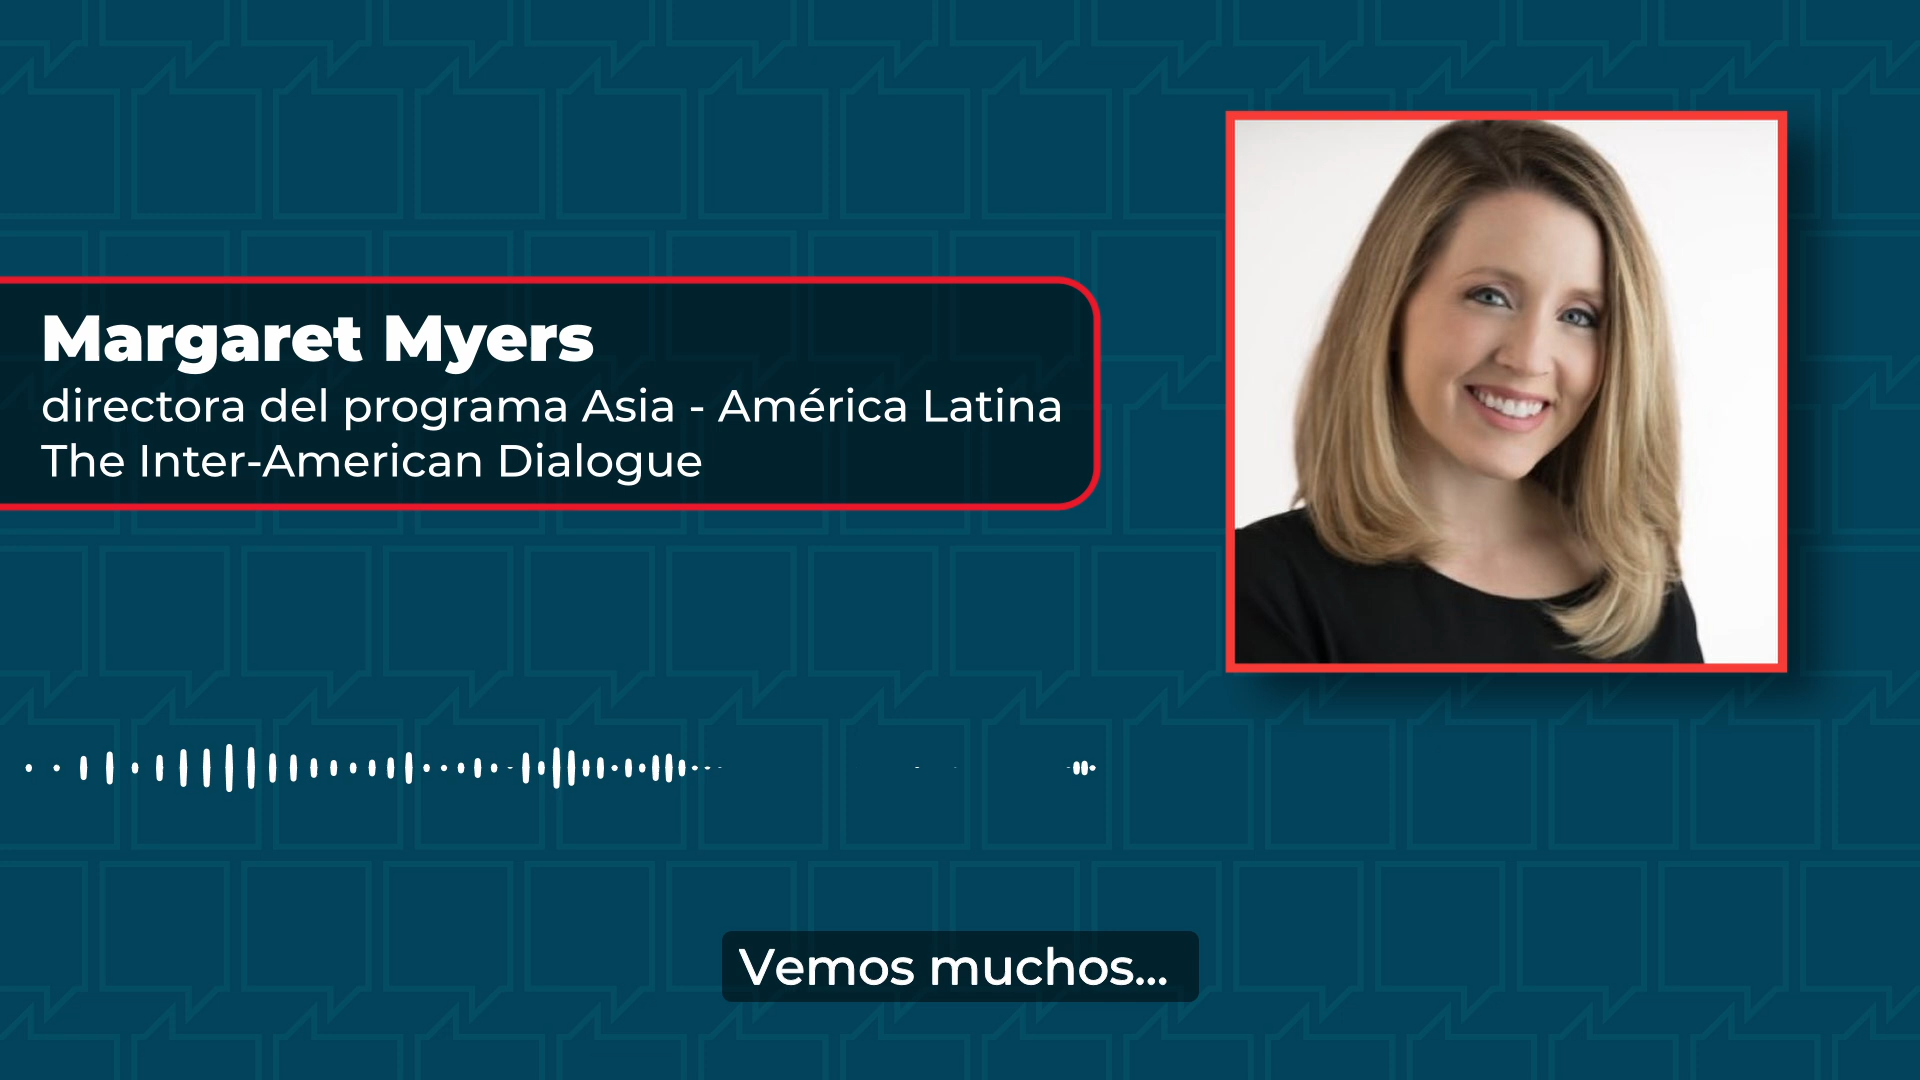 Margaret Myers
directora del programa Asia - América Latina
The Inter-American Dialogue
Vemos muchos...